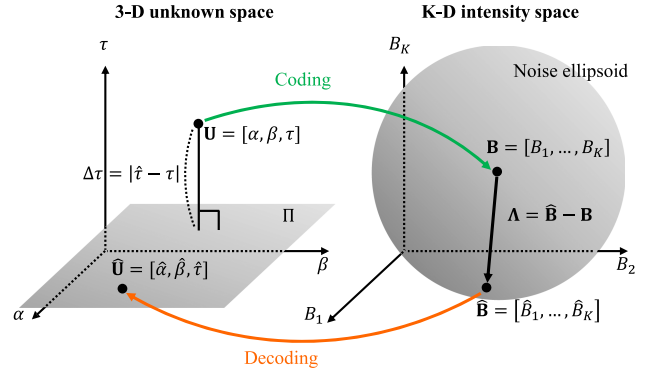 3-D unknown space
K-D intensity space
τ
B_K
Noise ellipsoid
Coding
𝐔 = [α, β, τ]
𝐁 = [B_1, … , B_K]
Δτ = |τ̂ − τ|
Π
𝚲 = 𝐁̂ − 𝐁
𝐔̂ = [α̂, β̂, τ̂]
β
B_2
α
B_1
𝐁̂ = [B̂_1, … , B̂_K]
Decoding